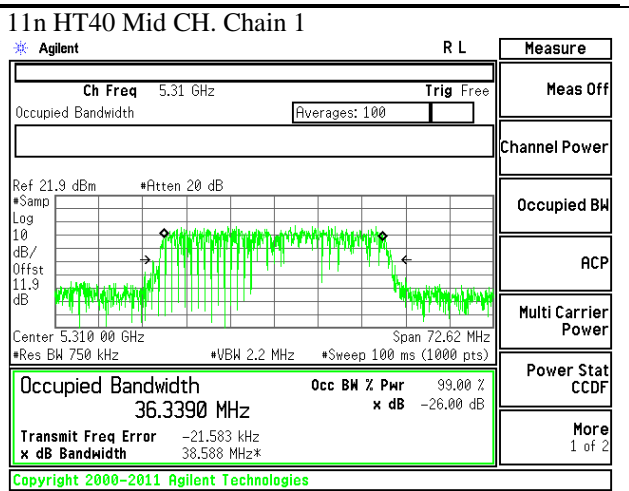 11n HT40 Mid CH. Chain 1
Agilent R L Measure
Ch Freq 5.31 GHz Trig Free
Meas Off
Occupied Bandwidth Averages: 100
Channel Power
Ref 21.9 dBm #Atten 20 dB
#Samp
Log
10
dB/
Offst
11.9
dB
Occupied BW
ACP
Multi Carrier
Power
Center 5.310 00 GHz Span 72.62 MHz
#Res BW 750 kHz #VBW 2.2 MHz #Sweep 100 ms (1000 pts)
Power Stat
CCDF
Occupied Bandwidth Occ BW % Pwr 99.00 %
36.3390 MHz x dB -26.00 dB
More
1 of 2
Transmit Freq Error -21.583 kHz
x dB Bandwidth 38.588 MHz*
Copyright 2000-2011 Agilent Technologies